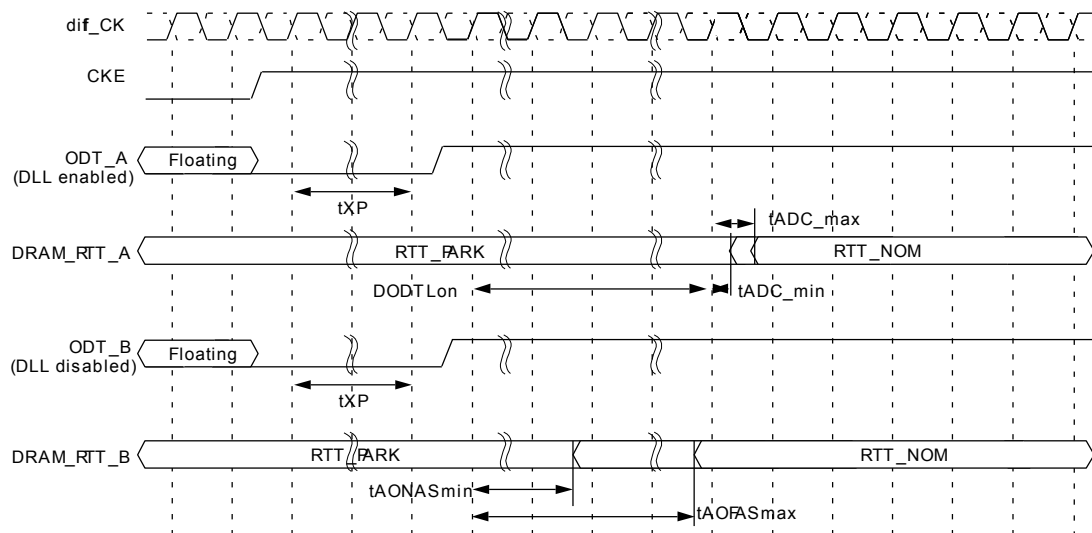 dif_CK
CKE
ODT_A
(DLL enabled)
Floating
tXP
tADC_max
DRAM_RTT_A
RTT_PARK
RTT_NOM
DODTLon
tADC_min
ODT_B
(DLL disabled)
Floating
tXP
DRAM_RTT_B
RTT_PARK
RTT_NOM
tAONASmin
tAOFASmax